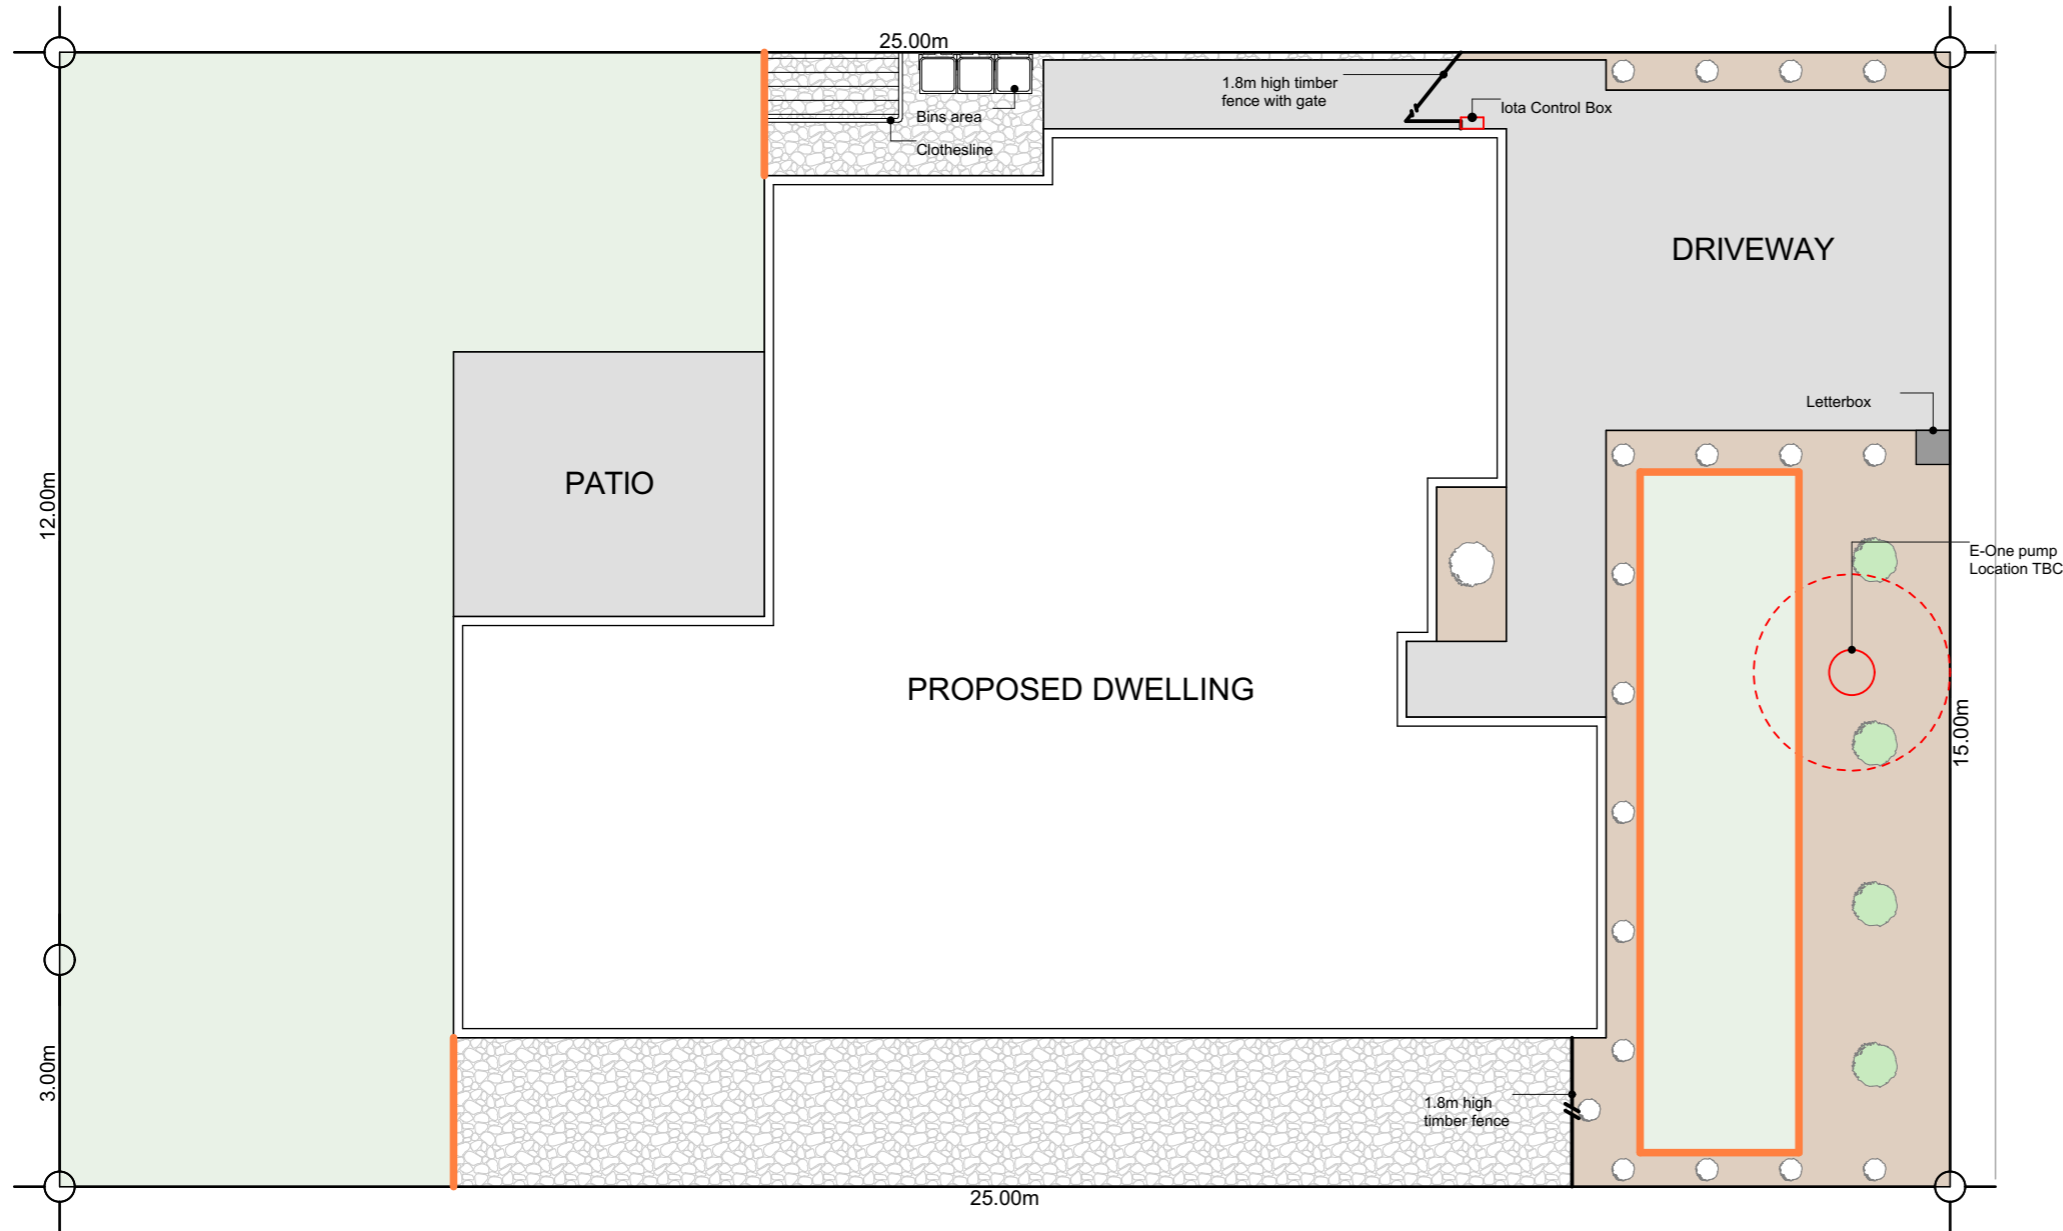 25.00m
1.8m high timber
fence with gate
Iota Control Box
Bins area
Clothesline
DRIVEWAY
Letterbox
PATIO
12.00m
E-One pump
Location TBC
PROPOSED DWELLING
15.00m
3.00m
1.8m high
timber fence
25.00m